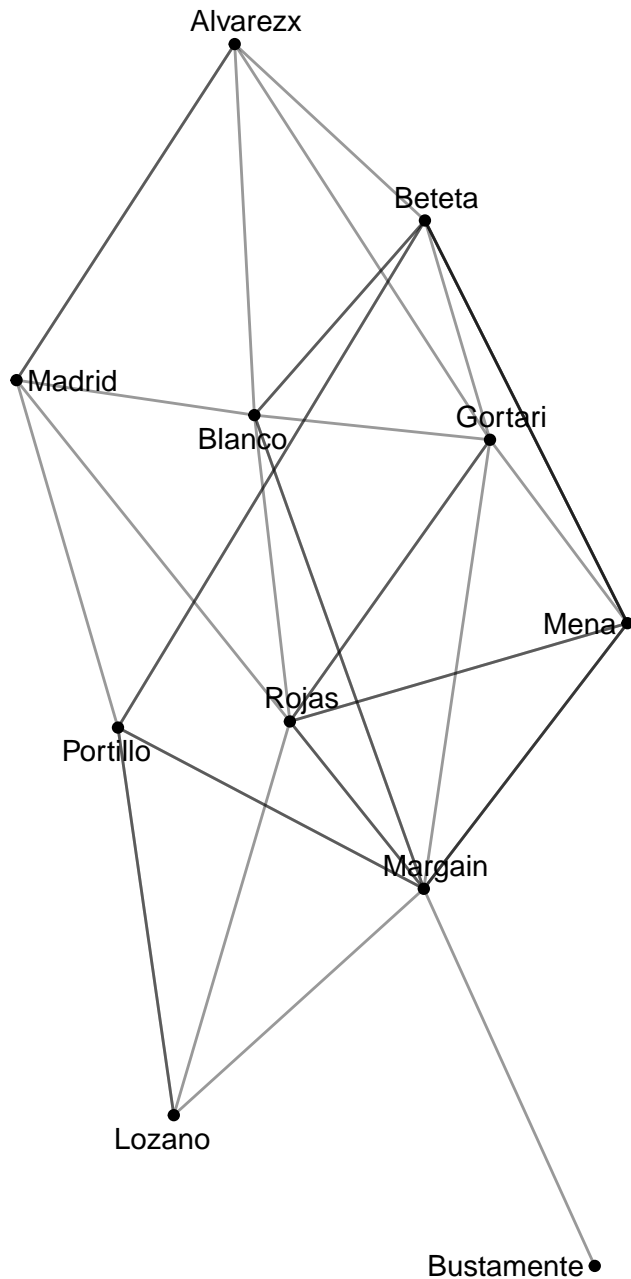 Alvarezx
Beteta
Madrid
Gortari
Blanco
Mena
Rojas
Portillo
Margain
Lozano
Bustamente